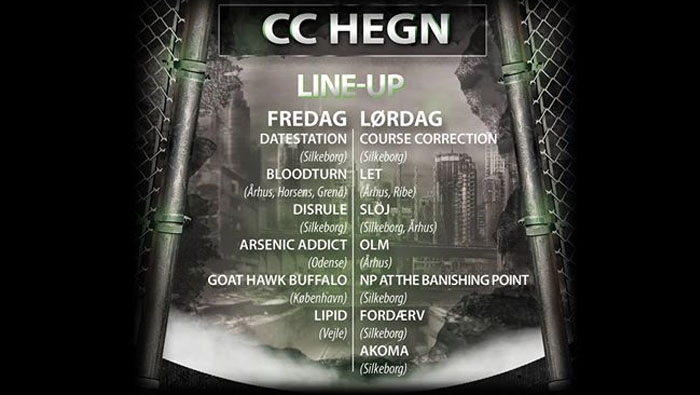 CC HEGN
LINE-UP
FREDAG
DATESTATION
(Silkeborg)
BLOODTURN
(Århus, Horsens, Grenå)
DISRULE
(Silkeborg)
ARSENIC ADDICT
(Odense)
GOAT HAWK BUFFALO
(København)
LIPID
(Vejle)
LØRDAG
COURSE CORRECTION
(Silkeborg)
LET
(Århus, Ribe)
SLÖJ
(Silkeborg, Århus)
OLM
(Århus)
NP AT THE BANISHING POINT
(Silkeborg)
FORDÆRV
(Silkeborg)
AKOMA
(Silkeborg)